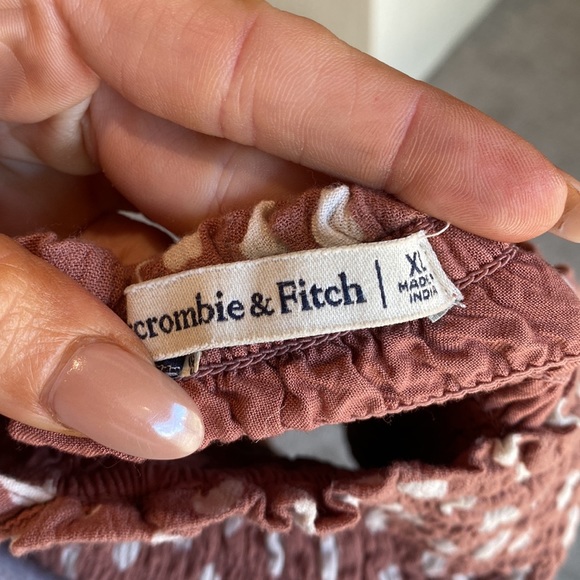 crombie & Fitch | XL
MADE IN
INDIA